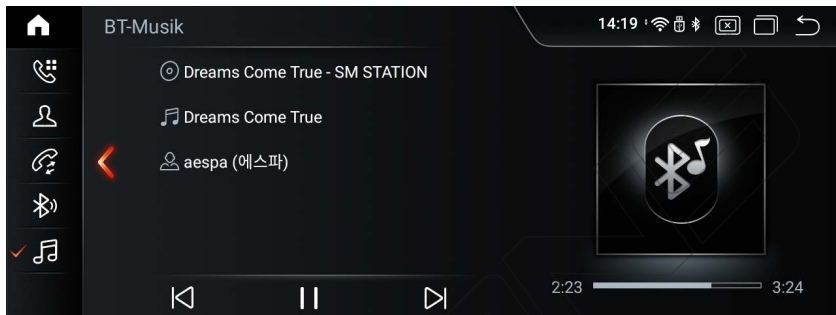 BT-Musik
14:19
Dreams Come True - SM STATION
Dreams Come True
aespa (에스파)
2:23
3:24